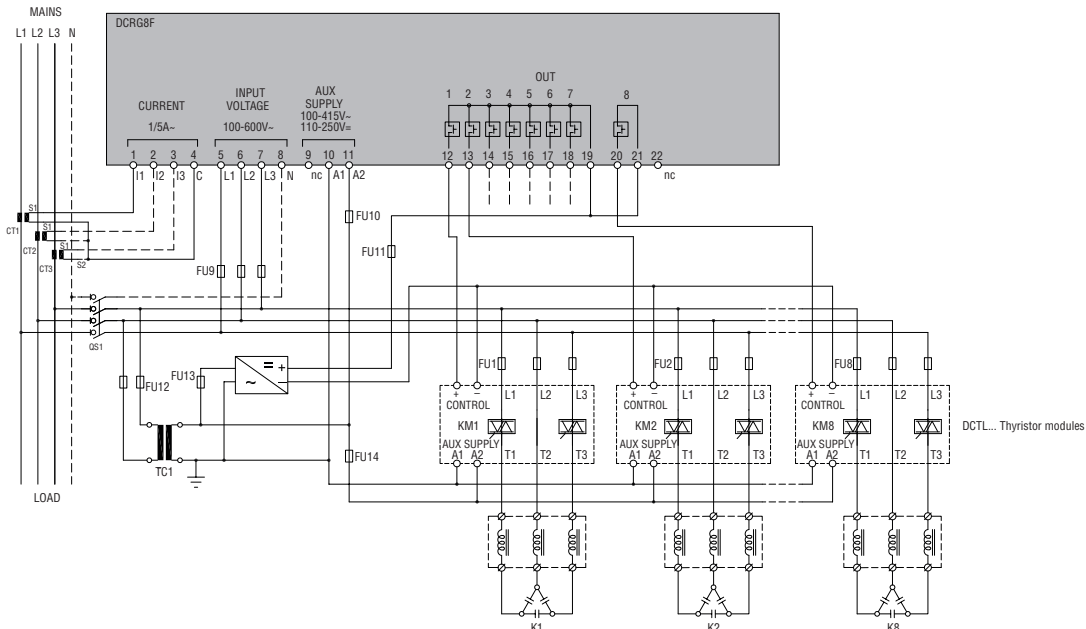 MAINS
L1 L2 L3 N
DCRG8F
OUT
1 2 3 4 5 6 7 8
CURRENT
1/5A~
INPUT
VOLTAGE
100-600V~
AUX
SUPPLY
100-415V~
110-250V=
1 2 3 4 5 6 7 8 9 10 11 12 13 14 15 16 17 18 19 20 21 22
I1 I2 I3 C L1 L2 L3 N nc A1 A2 nc
S1
CT1
S1
CT2
S1
CT3
S2
FU10
FU11
FU9
QS1
FU12
FU13
= +
~ –
FU1
FU2
FU8
+ – L1 L2 L3
CONTROL
KM1
AUX SUPPLY
A1 A2 T1 T2 T3
+ – L1 L2 L3
CONTROL
KM2
AUX SUPPLY
A1 A2 T1 T2 T3
+ – L1 L2 L3
CONTROL
KM8
AUX SUPPLY
A1 A2 T1 T2 T3
DCTL... Thyristor modules
TC1
FU14
LOAD
K1
K2
K8